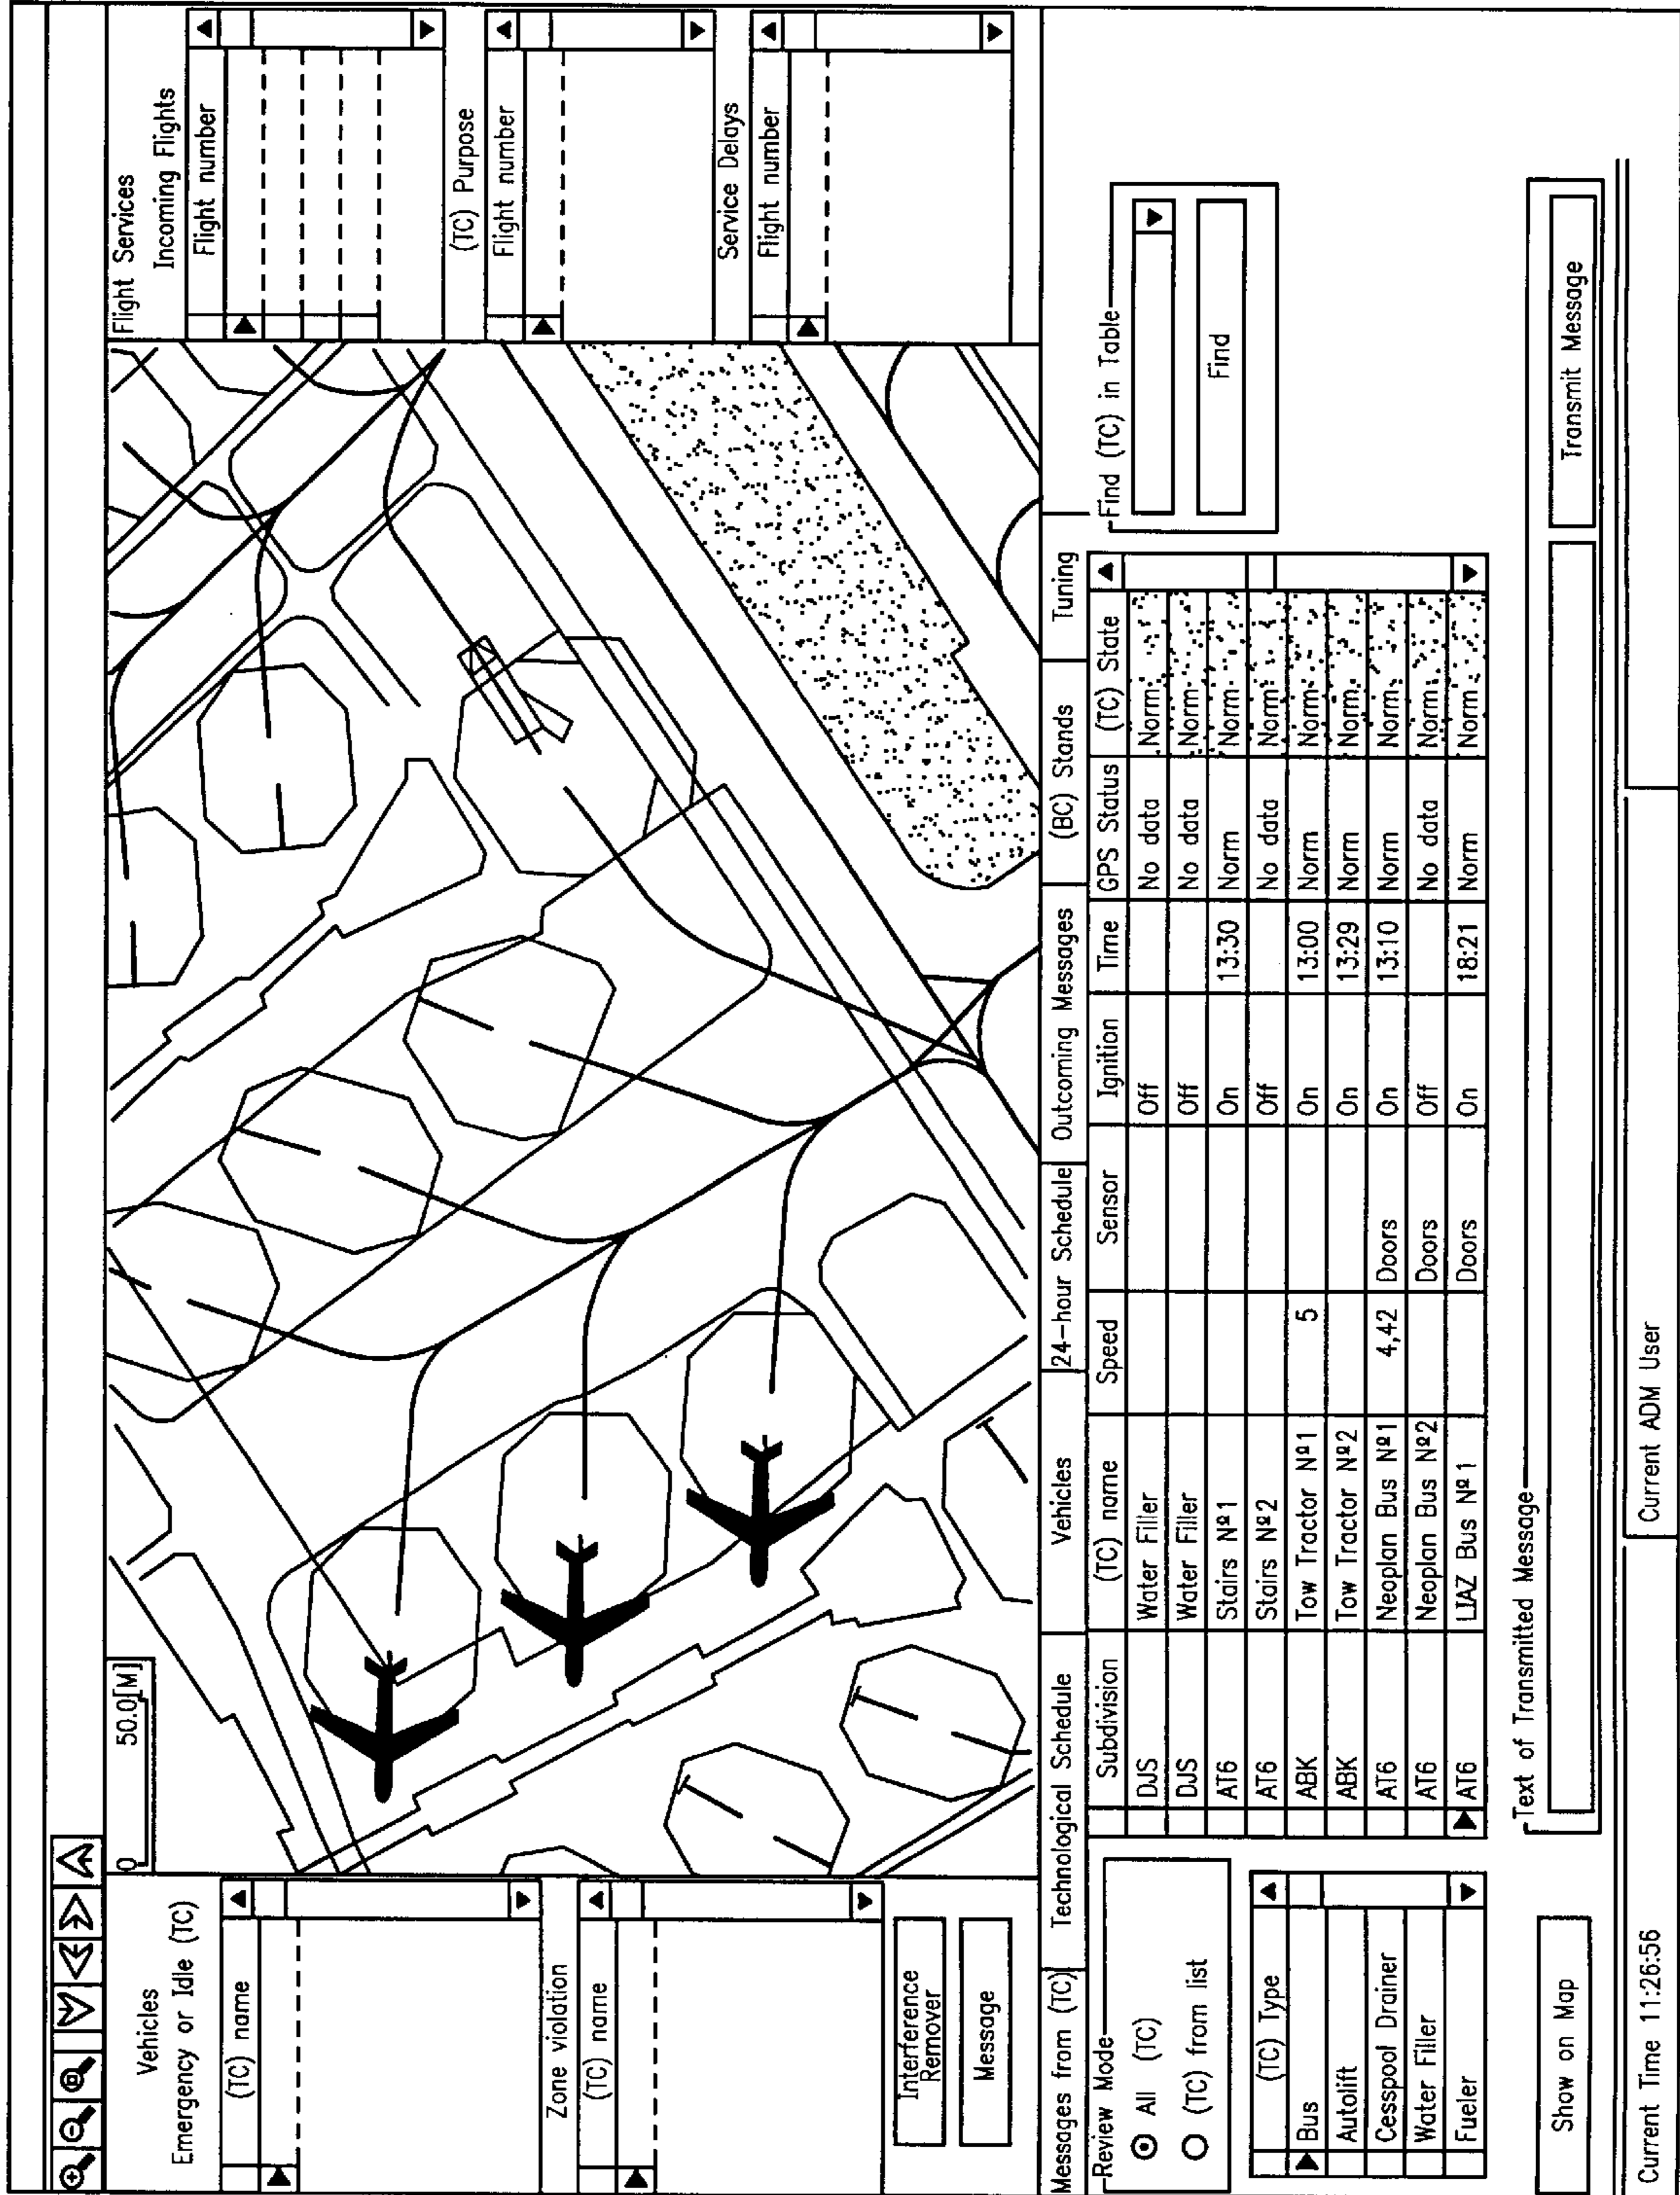 Vehicles
Emergency or Idle (TC)
(TC) name
Zone violation
(TC) name
Interference
Remover
Message
0 50.0[M]
Flight Services
Incoming Flights
Flight number
(TC) Purpose
Flight number
Service Delays
Flight number
Messages from (TC) Technological Schedule Vehicles 24-hour Schedule Outcoming Messages (BC) Stands Tuning
Review Mode
All (TC)
(TC) from list
(TC) Type
Bus
Autolift
Cesspool Drainer
Water Filler
Fueler
Subdivision (TC) name Speed Sensor Ignition Time GPS Status (TC) State
DJS Water Filler Off No data Norm
DJS Water Filler Off No data Norm
AT6 Stairs Nº1 On 13:30 Norm Norm
AT6 Stairs Nº2 Off No data Norm
ABK Tow Tractor Nº1 5 On 13:00 Norm Norm
ABK Tow Tractor Nº2 On 13:29 Norm Norm
AT6 Neoplan Bus Nº1 4,42 Doors On 13:10 Norm Norm
AT6 Neoplan Bus Nº2 Doors Off No data Norm
AT6 LIAZ Bus Nº1 Doors On 18:21 Norm Norm
Find (TC) in Table
Find
Show on Map
Text of Transmitted Message
Transmit Message
Current Time 11:26:56
Current ADM User